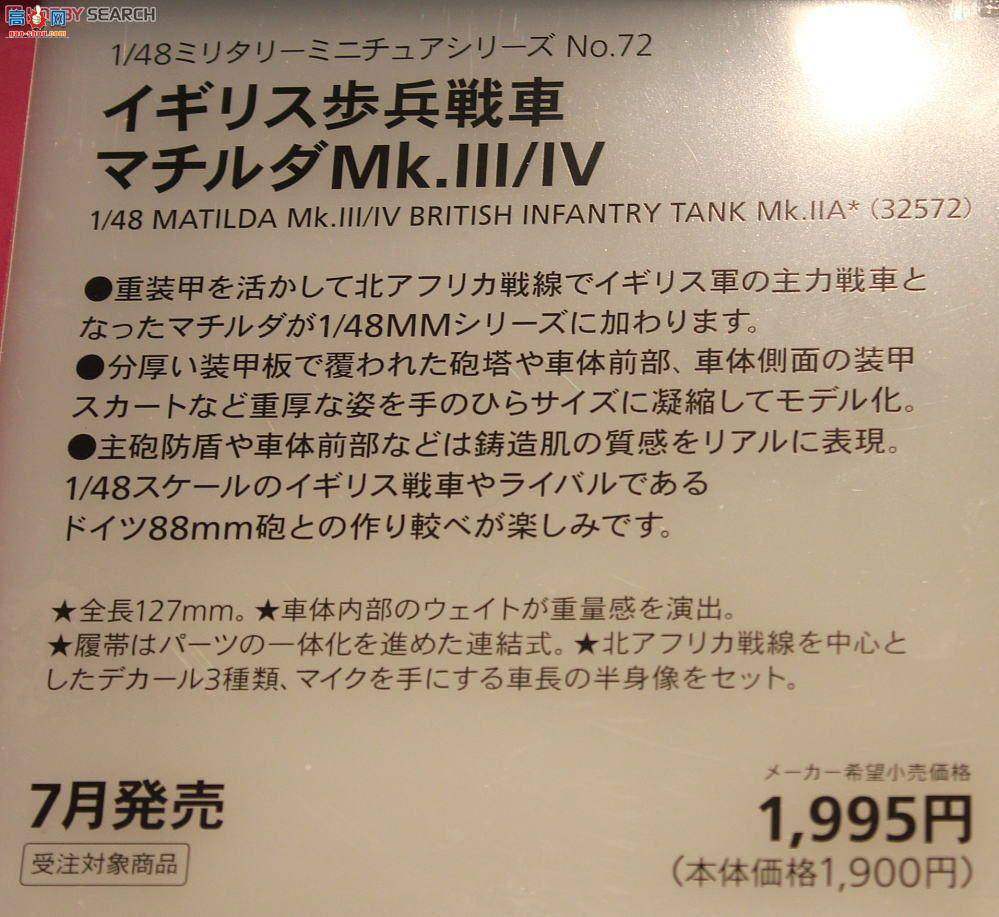 HOBBY SEARCH
高手网
gao-shou.com
1/48ミリタリーミニチュアシリーズ No.72
イギリス歩兵戦車
マチルダMk.III/IV
1/48 MATILDA Mk.III/IV BRITISH INFANTRY TANK Mk.IIA* (32572)
●重装甲を活かして北アフリカ戦線でイギリス軍の主力戦車と
なったマチルダが1/48MMシリーズに加わります。
●分厚い装甲板で覆われた砲塔や車体前部、車体側面の装甲
スカートなど重厚な姿を手のひらサイズに凝縮してモデル化。
●主砲防盾や車体前部などは鋳造肌の質感をリアルに表現。
1/48スケールのイギリス戦車やライバルである
ドイツ88mm砲との作り較べが楽しみです。
★全長127mm。★車体内部のウェイトが重量感を演出。
★履帯はパーツの一体化を進めた連結式。★北アフリカ戦線を中心と
したデカール3種類、マイクを手にする車長の半身像をセット。
7月発売
受注対象商品
メーカー希望小売価格
1,995円
(本体価格1,900円)